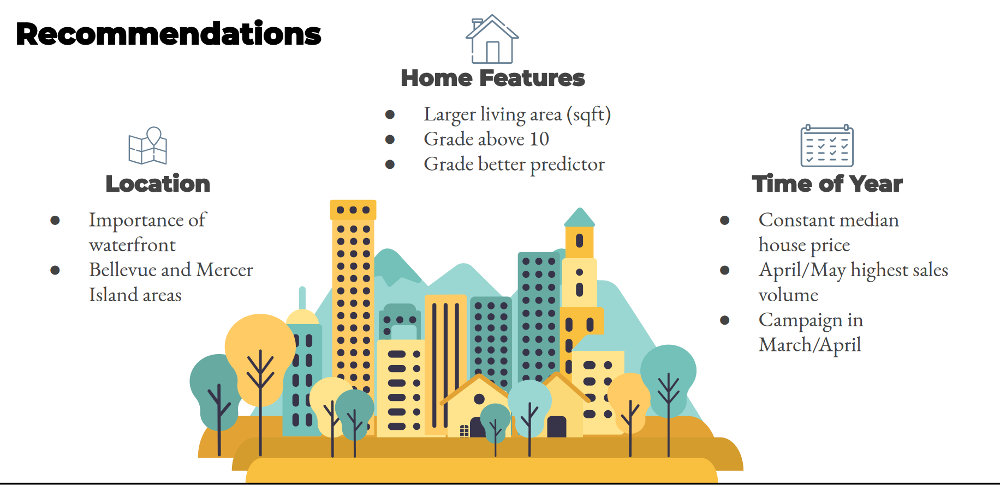 Recommendations
Home Features
● Larger living area (sqft)
● Grade above 10
● Grade better predictor
Location
● Importance of
waterfront
● Bellevue and Mercer
Island areas
Time of Year
● Constant median
house price
● April/May highest sales
volume
● Campaign in
March/April